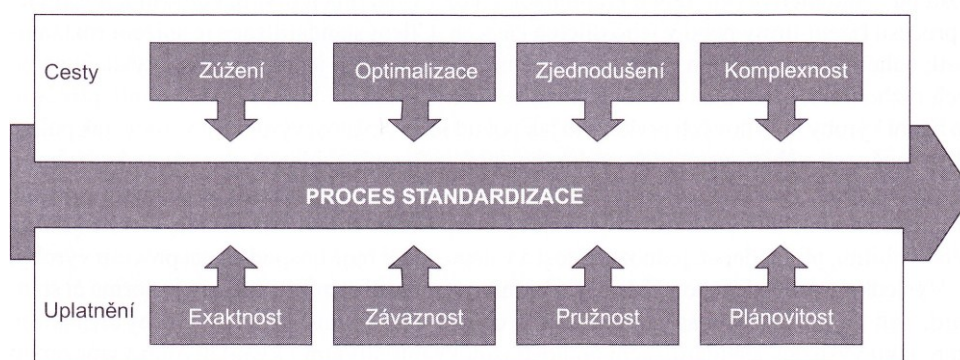 Cesty
Zúžení
Optimalizace
Zjednodušení
Komplexnost
PROCES STANDARDIZACE
Uplatnění
Exaktnost
Závaznost
Pružnost
Plánovitost